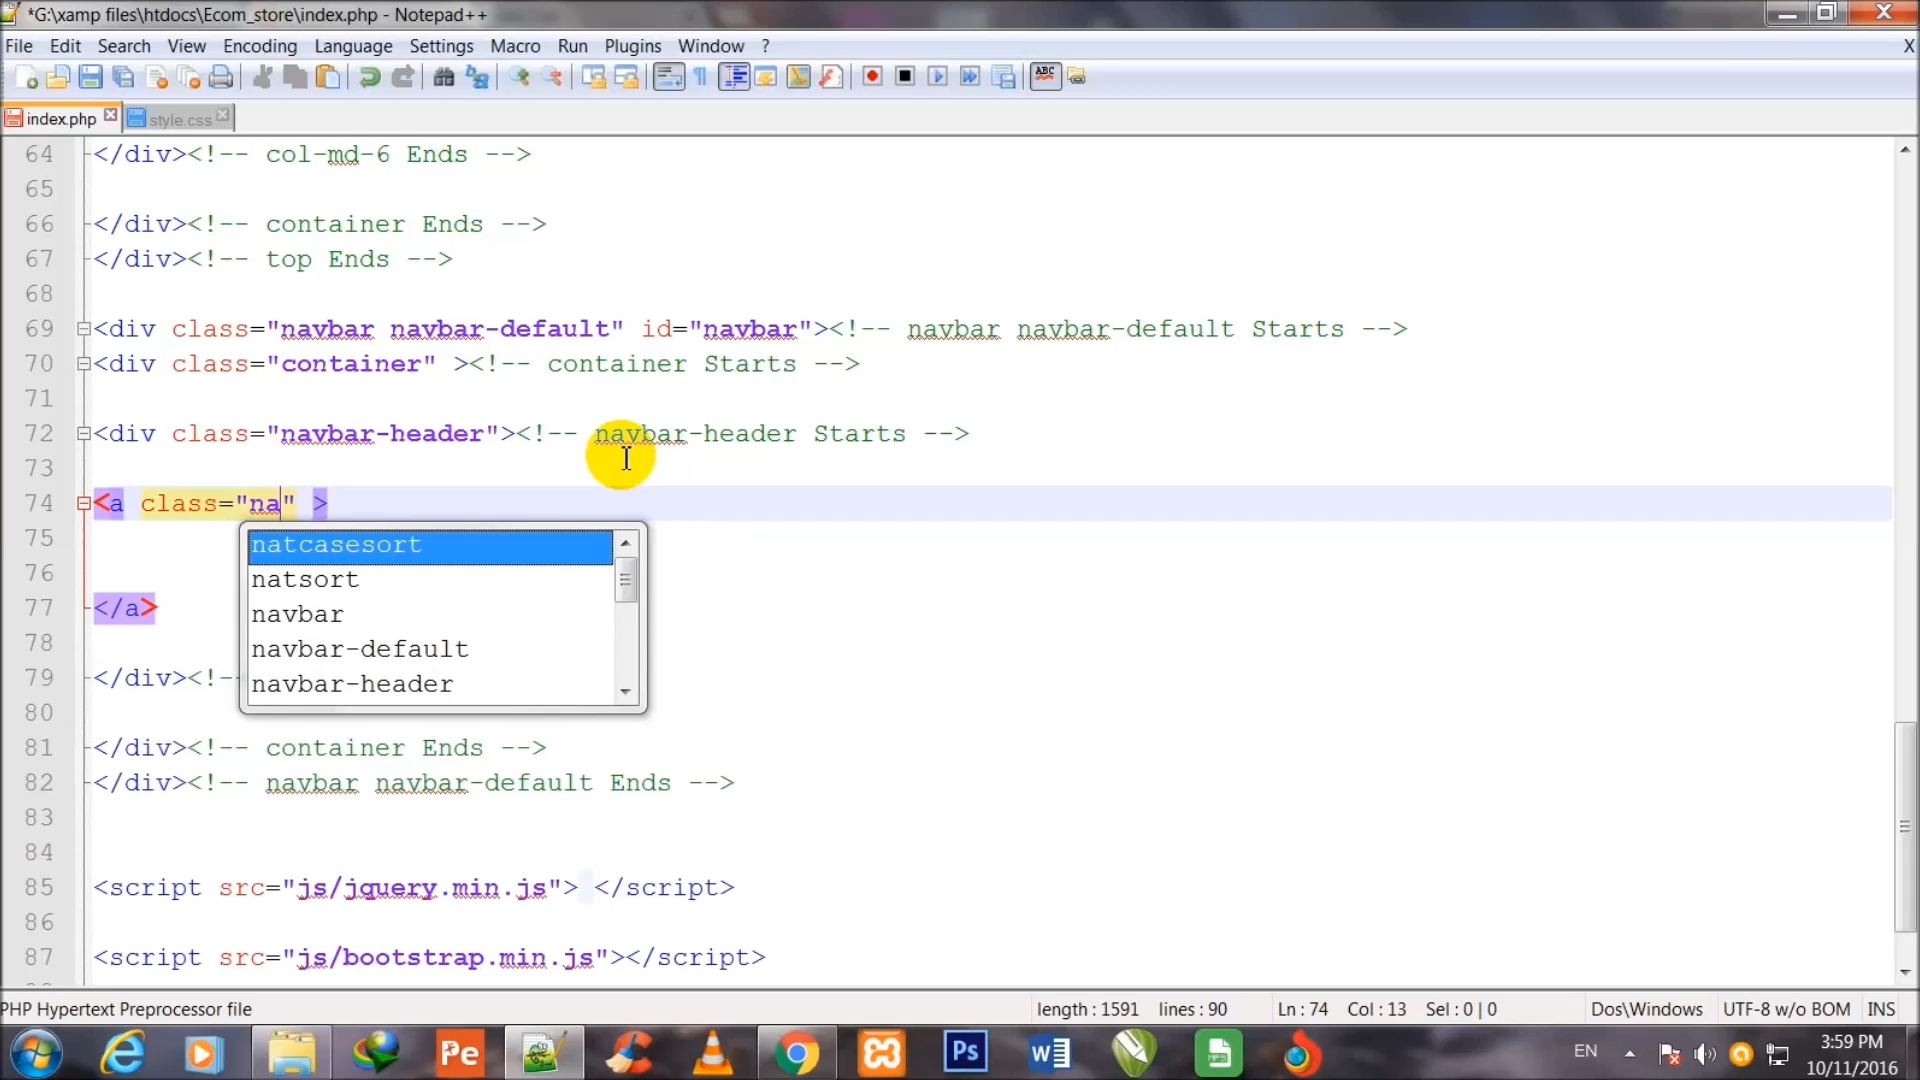 *G:\xamp files\htdocs\Ecom_store\index.php - Notepad++
File Edit Search View Encoding Language Settings Macro Run Plugins Window ? X
ABC
index.php style.css
64 </div><!-- col-md-6 Ends -->
65
66 </div><!-- container Ends -->
67 </div><!-- top Ends -->
68
69 <div class="navbar navbar-default" id="navbar"><!-- navbar navbar-default Starts -->
70 <div class="container" ><!-- container Starts -->
71
72 <div class="navbar-header"><!-- navbar-header Starts -->
73
74 <a class="na" >
75
natcasesort
natsort
navbar
navbar-default
navbar-header
76
77 </a>
78
79 </div><!-
80
81 </div><!-- container Ends -->
82 </div><!-- navbar navbar-default Ends -->
83
84
85 <script src="js/jquery.min.js"> </script>
86
87 <script src="js/bootstrap.min.js"></script>
PHP Hypertext Preprocessor file length : 1591 lines : 90 Ln : 74 Col : 13 Sel : 0 | 0 Dos\Windows UTF-8 w/o BOM INS
Pe Ps W EN 3:59 PM
10/11/2016